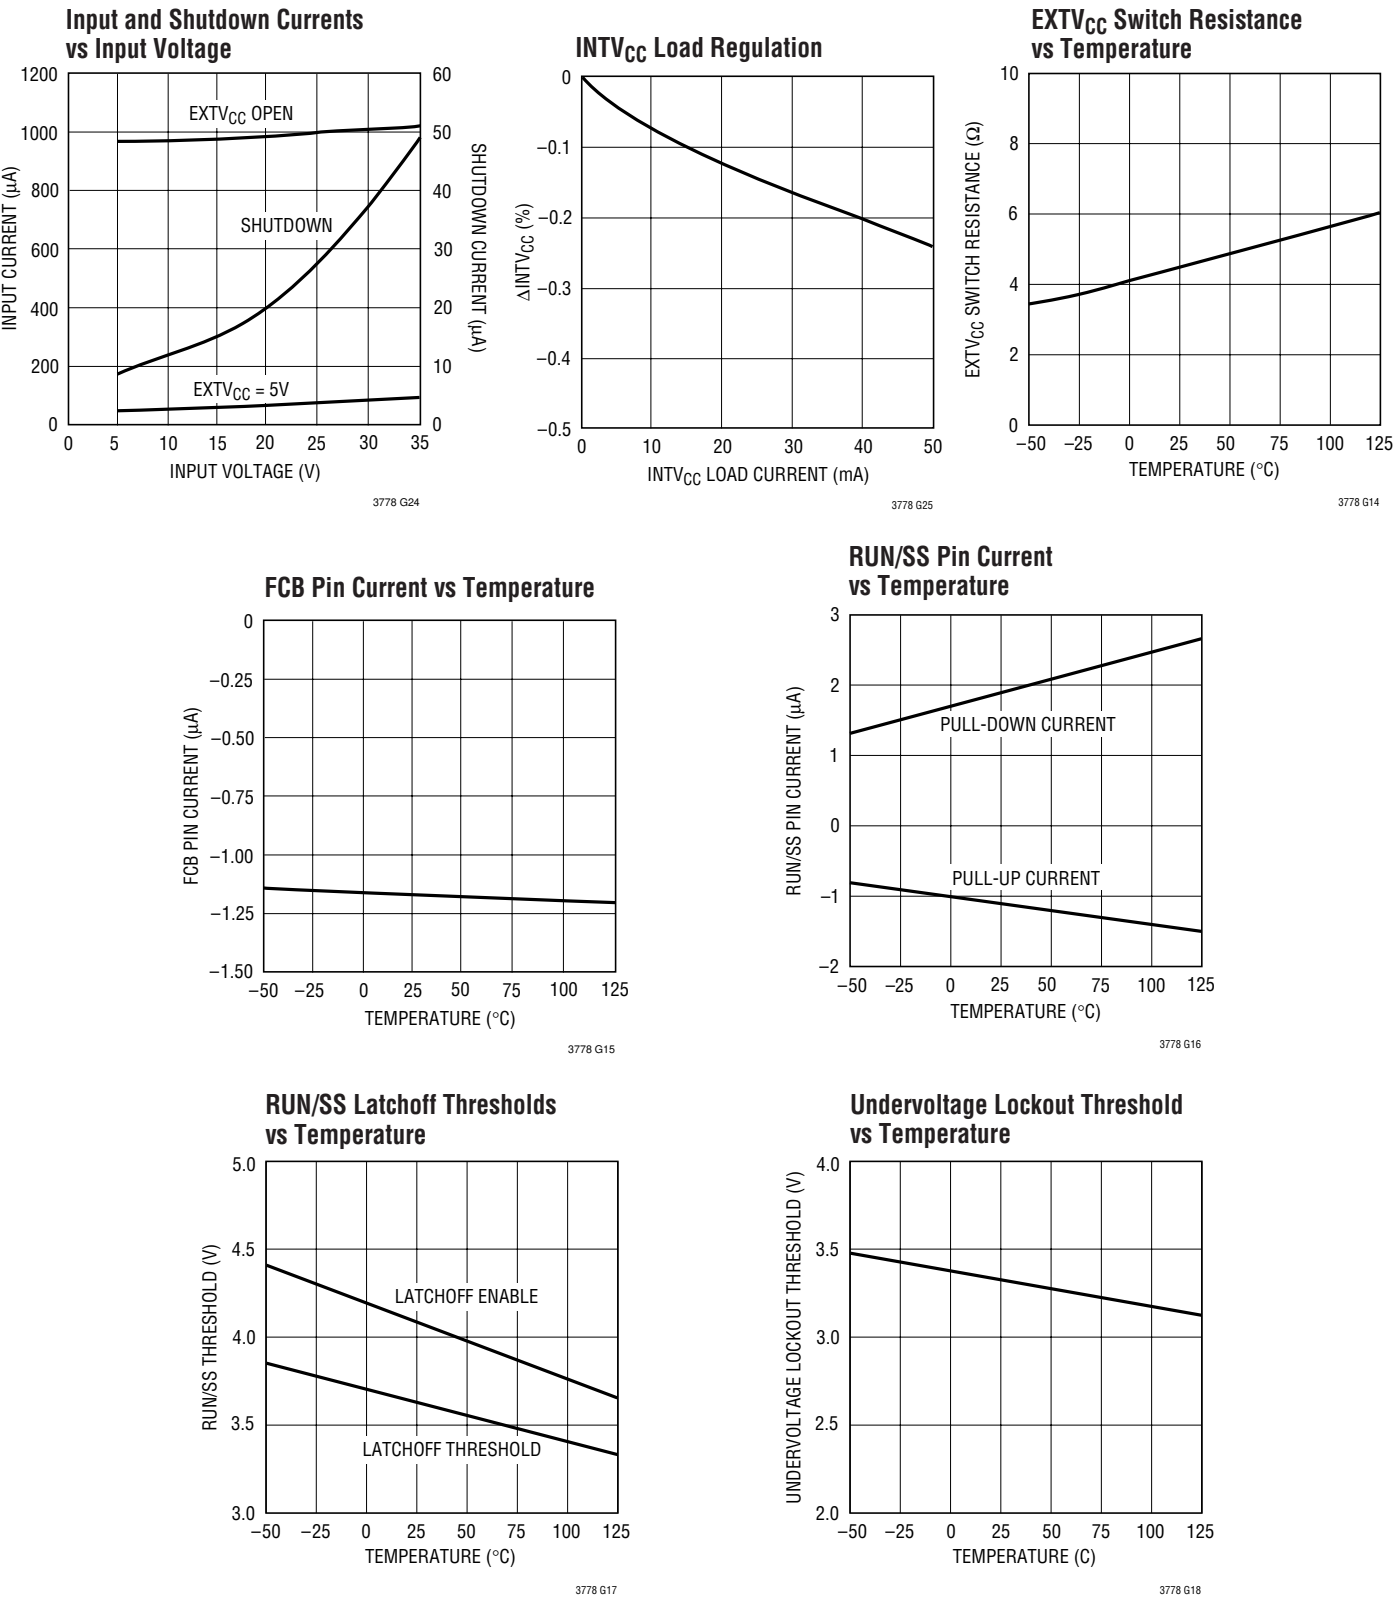 Input and Shutdown Currents
vs Input Voltage
1200
1000
800
600
400
200
0
60
50
40
30
20
10
0
INPUT CURRENT (µA)
SHUTDOWN CURRENT (µA)
EXTVCC OPEN
SHUTDOWN
EXTVCC = 5V
0 5 10 15 20 25 30 35
INPUT VOLTAGE (V)
3778 G24
INTVCC Load Regulation
0
–0.1
–0.2
–0.3
–0.4
–0.5
∆INTVCC (%)
0 10 20 30 40 50
INTVCC LOAD CURRENT (mA)
3778 G25
EXTVCC Switch Resistance
vs Temperature
10
8
6
4
2
0
EXTVCC SWITCH RESISTANCE (Ω)
–50 –25 0 25 50 75 100 125
TEMPERATURE (°C)
3778 G14
FCB Pin Current vs Temperature
0
–0.25
–0.50
–0.75
–1.00
–1.25
–1.50
FCB PIN CURRENT (µA)
–50 –25 0 25 50 75 100 125
TEMPERATURE (°C)
3778 G15
RUN/SS Pin Current
vs Temperature
3
2
1
0
–1
–2
RUN/SS PIN CURRENT (µA)
PULL-DOWN CURRENT
PULL-UP CURRENT
–50 –25 0 25 50 75 100 125
TEMPERATURE (°C)
3778 G16
RUN/SS Latchoff Thresholds
vs Temperature
5.0
4.5
4.0
3.5
3.0
RUN/SS THRESHOLD (V)
LATCHOFF ENABLE
LATCHOFF THRESHOLD
–50 –25 0 25 50 75 100 125
TEMPERATURE (°C)
3778 G17
Undervoltage Lockout Threshold
vs Temperature
4.0
3.5
3.0
2.5
2.0
UNDERVOLTAGE LOCKOUT THRESHOLD (V)
–50 –25 0 25 50 75 100 125
TEMPERATURE (C)
3778 G18